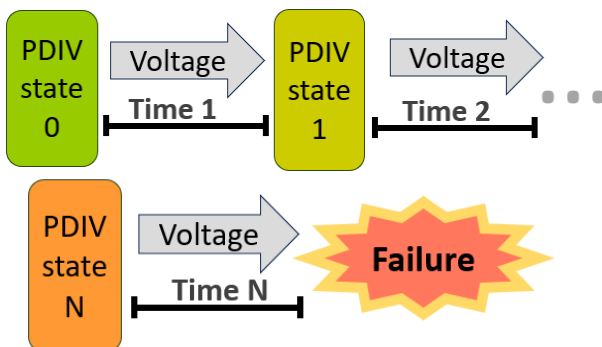 PDIV
state
0
Voltage
Time 1
PDIV
state
1
Voltage
Time 2
PDIV
state
N
Voltage
Time N
Failure